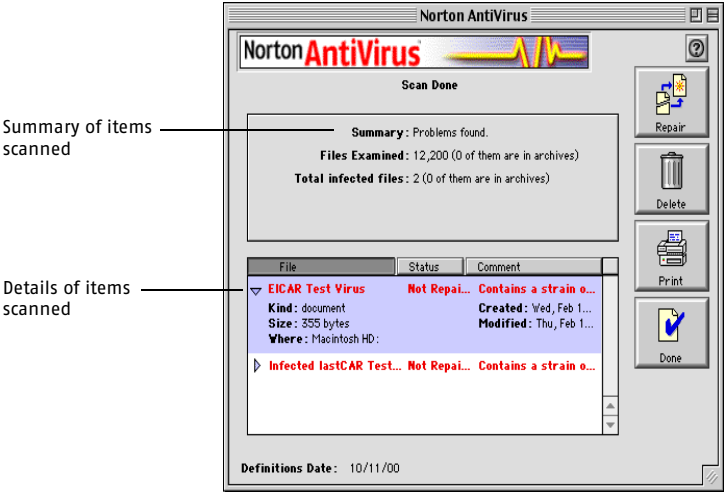 Norton AntiVirus
Norton AntiVirus
Scan Done
?
Summary of items
scanned
Summary: Problems found.
Files Examined: 12,200 (0 of them are in archives)
Total infected files: 2 (0 of them are in archives)
Repair
Delete
Print
Done
Details of items
scanned
File Status Comment
EICAR Test Virus Not Repai... Contains a strain o...
Kind: document Created: Wed, Feb 1...
Size: 355 bytes Modified: Thu, Feb 1...
Where: Macintosh HD:
Infected lastCAR Test... Not Repai... Contains a strain o...
Definitions Date: 10/11/00